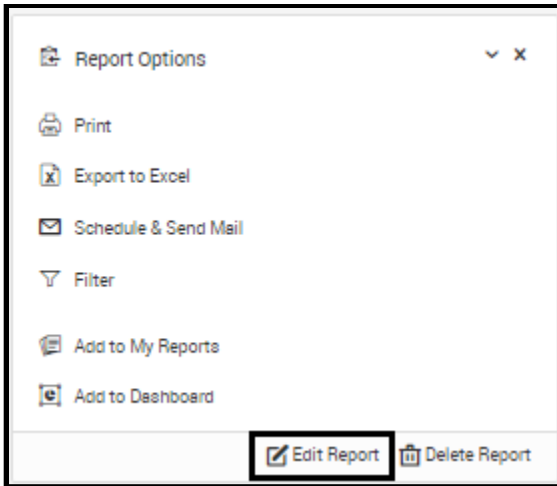 Report Options
Print
Export to Excel
Schedule & Send Mail
Filter
Add to My Reports
Add to Dashboard
Edit Report Delete Report